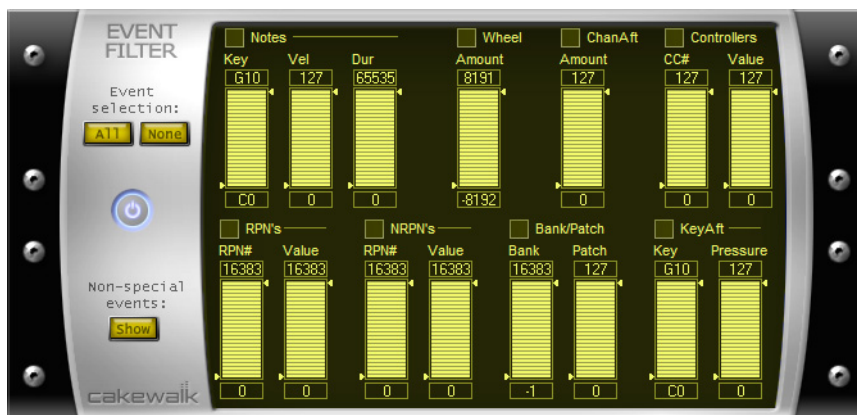 EVENT
FILTER
Event
selection:
All None
Non-special
events:
Show
cakewalk
Notes Wheel ChanAft Controllers
Key Vel Dur Amount Amount CC# Value
G10 127 65535 8191 127 127 127
C0 0 0 -8192 0 0 0
RPN's NRPN's Bank/Patch KeyAft
RPN# Value RPN# Value Bank Patch Key Pressure
16383 16383 16383 16383 16383 127 G10 127
0 0 0 0 -1 0 C0 0